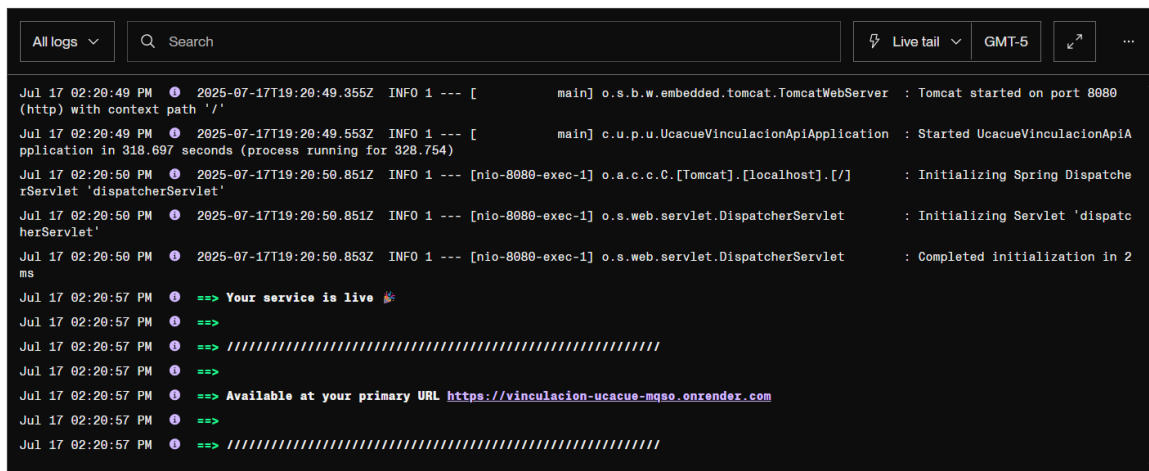 All logs Search Live tail GMT-5 ...
Jul 17 02:20:49 PM 2025-07-17T19:20:49.355Z INFO 1 --- [           main] o.s.b.w.embedded.tomcat.TomcatWebServer  : Tomcat started on port 8080
(http) with context path '/'
Jul 17 02:20:49 PM 2025-07-17T19:20:49.553Z INFO 1 --- [           main] c.u.p.u.UcacueVinculacionApiApplication  : Started UcacueVinculacionApiA
pplication in 318.697 seconds (process running for 328.754)
Jul 17 02:20:50 PM 2025-07-17T19:20:50.851Z INFO 1 --- [nio-8080-exec-1] o.a.c.c.C.[Tomcat].[localhost].[/]       : Initializing Spring Dispatche
rServlet 'dispatcherServlet'
Jul 17 02:20:50 PM 2025-07-17T19:20:50.851Z INFO 1 --- [nio-8080-exec-1] o.s.web.servlet.DispatcherServlet        : Initializing Servlet 'dispatc
herServlet'
Jul 17 02:20:50 PM 2025-07-17T19:20:50.853Z INFO 1 --- [nio-8080-exec-1] o.s.web.servlet.DispatcherServlet        : Completed initialization in 2
ms
Jul 17 02:20:57 PM ==> Your service is live 🎉
Jul 17 02:20:57 PM ==>
Jul 17 02:20:57 PM ==> ///////////////////////////////////////////////////////////
Jul 17 02:20:57 PM ==>
Jul 17 02:20:57 PM ==> Available at your primary URL https://vinculacion-ucacue-mqso.onrender.com
Jul 17 02:20:57 PM ==>
Jul 17 02:20:57 PM ==> ///////////////////////////////////////////////////////////